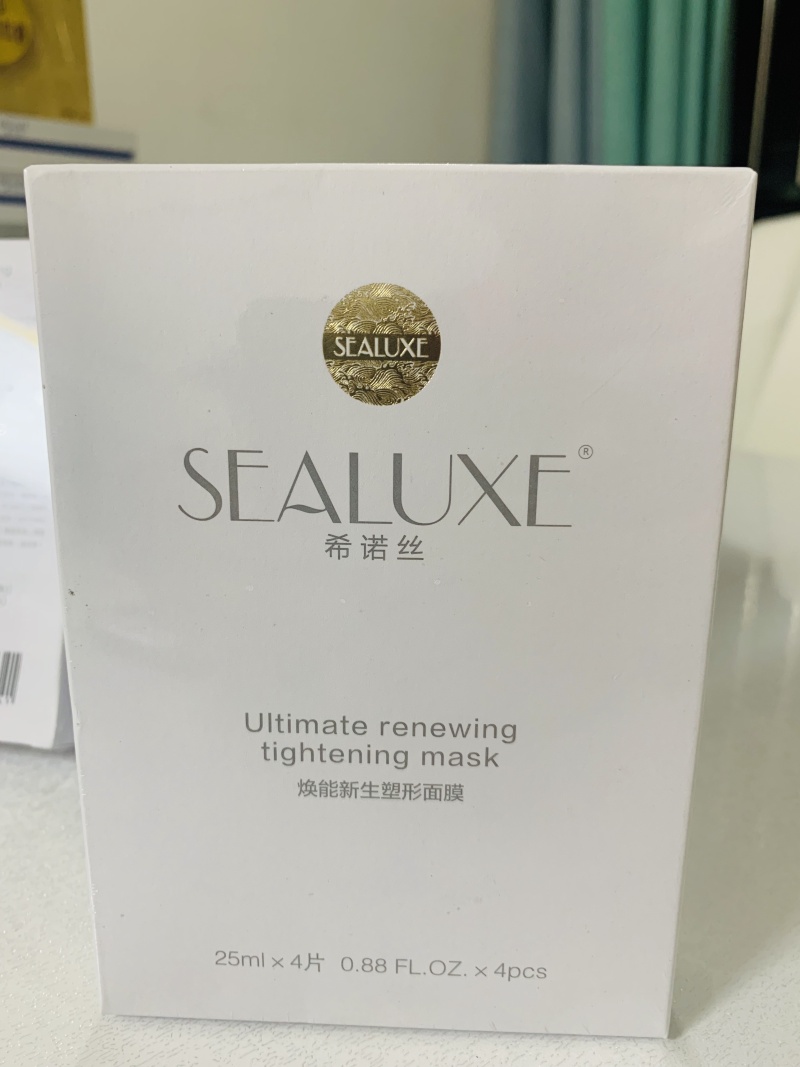 SEALUXE
SEALUXE®
希诺丝
Ultimate renewing
tightening mask
焕能新生塑形面膜
25ml x 4片 0.88 FL.OZ. x 4pcs